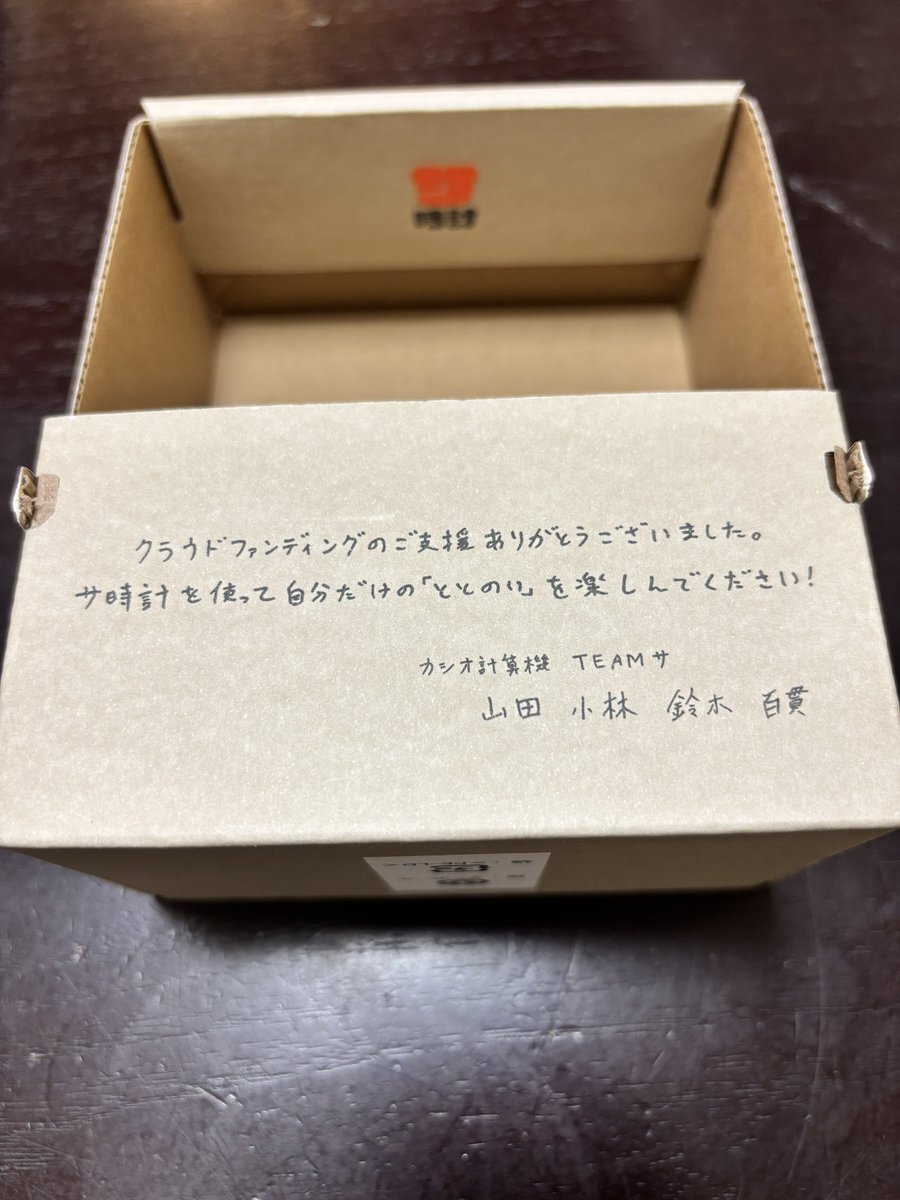 サ
時計
クラウドファンディングのご支援ありがとうございました。
サ時計を使って自分だけの「ととのい」を楽しんでください!
カシオ計算機 TEAMサ
山田 小林 鈴木 百貫